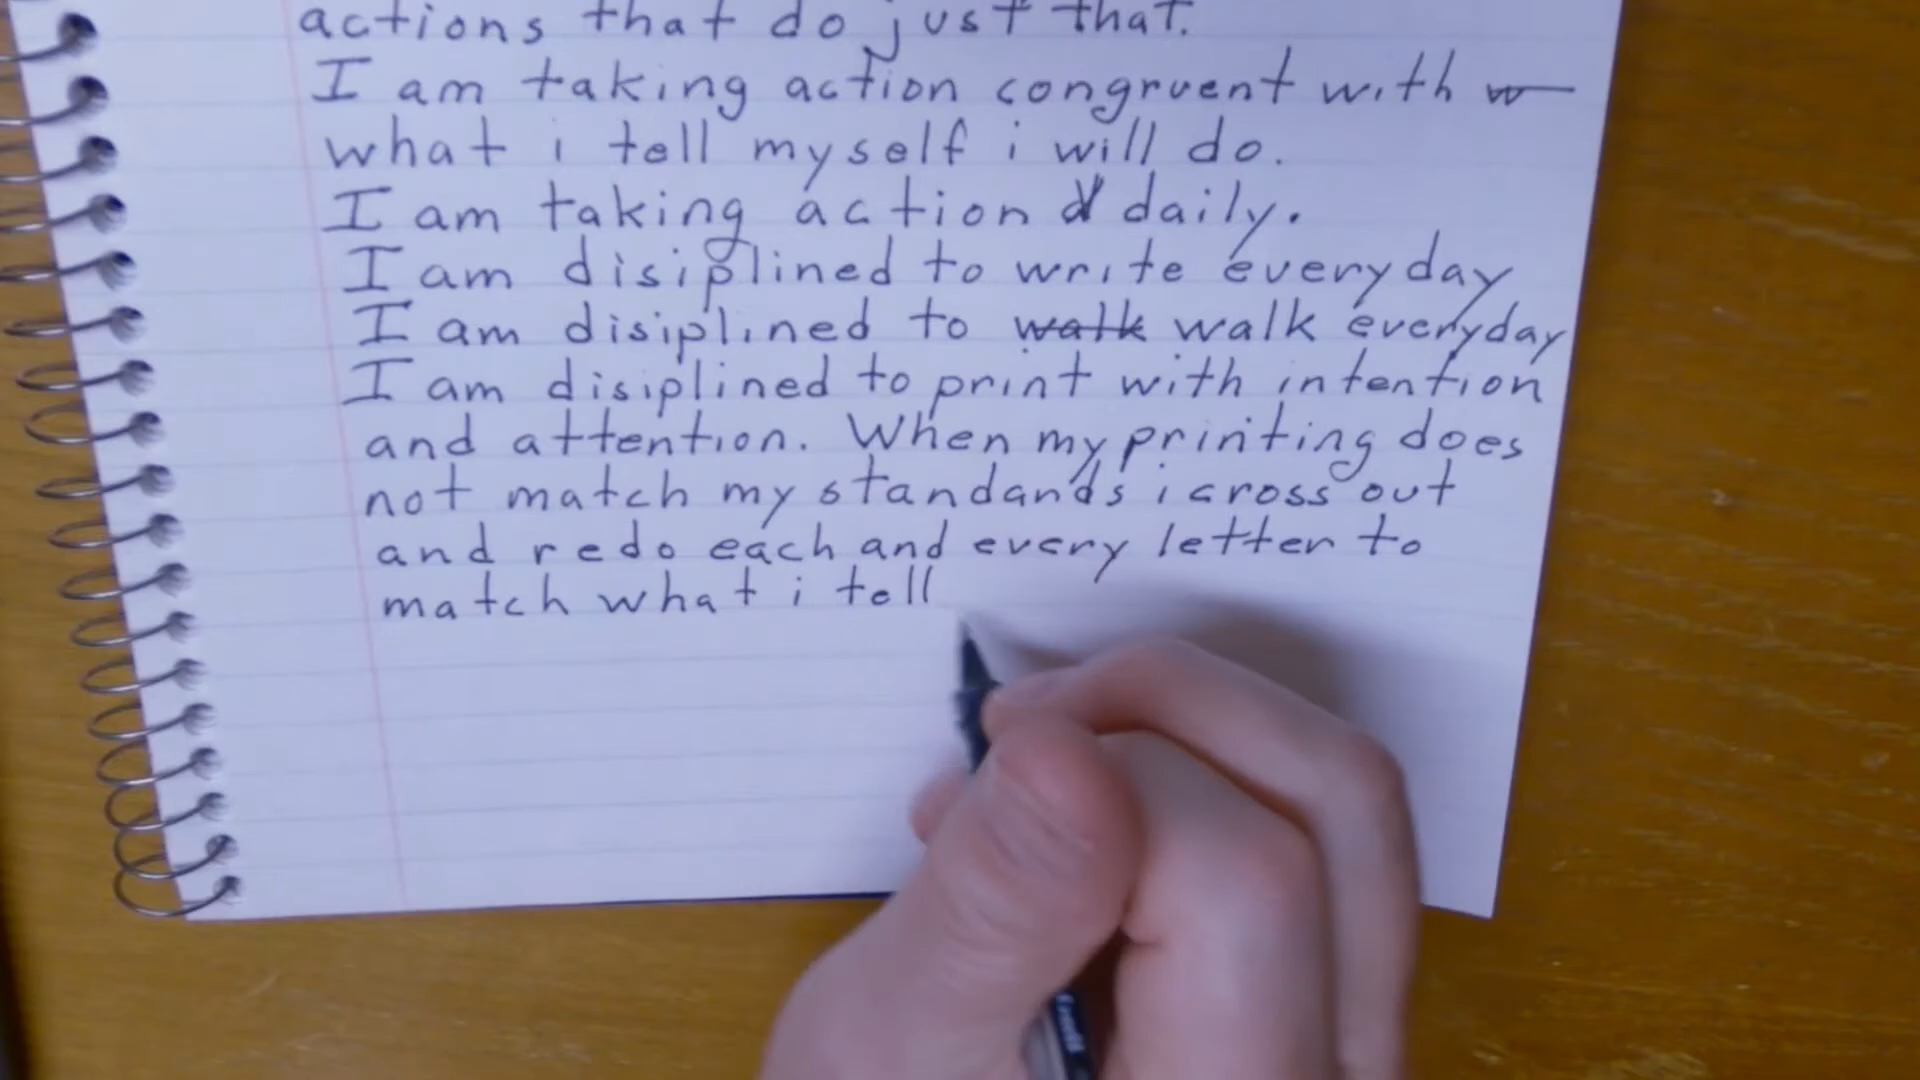 actions that do just that.
I am taking action congruent with w
what i tell myself i will do.
I am taking action d daily.
I am disiplined to write everyday
I am disiplined to walk walk everyday
I am disiplined to print with intention
and attention. When my printing does
not match my standands i cross out
and redo each and every letter to
match what i tell